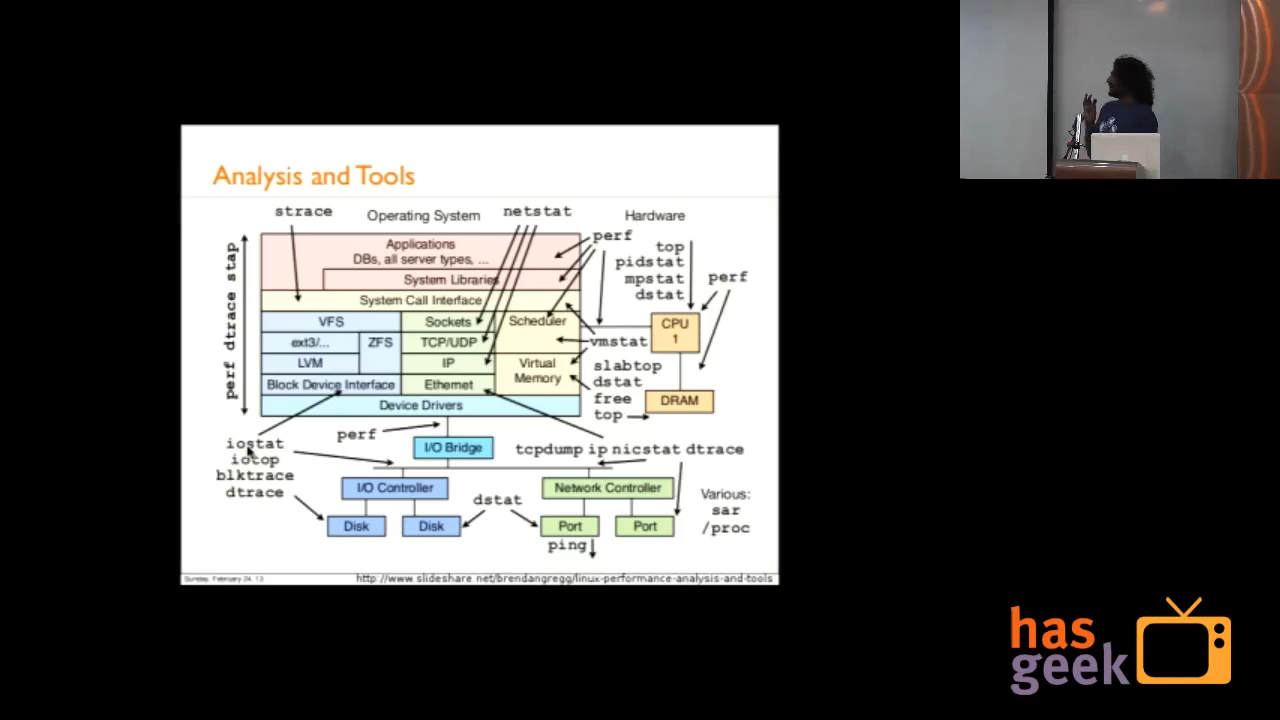 Analysis and Tools
strace
Operating System
netstat
Hardware
perf
Applications
DBs, all server types, ...
System Libraries
System Call Interface
top
pidstat
mpstat
dstat
perf
perf dtrace stap
VFS
Sockets
Scheduler
CPU
1
ext3/...
ZFS
TCP/UDP
vmstat
LVM
IP
Virtual
Memory
slabtop
dstat
free
top
Block Device Interface
Ethernet
DRAM
Device Drivers
perf
iostat
iotop
blktrace
dtrace
I/O Bridge
tcpdump ip nicstat dtrace
I/O Controller
Network Controller
dstat
Various:
sar
/proc
Disk
Disk
Port
Port
ping
Sunday, February 24, 13
http://www.slideshare.net/brendangregg/linux-performance-analysis-and-tools
has
geek